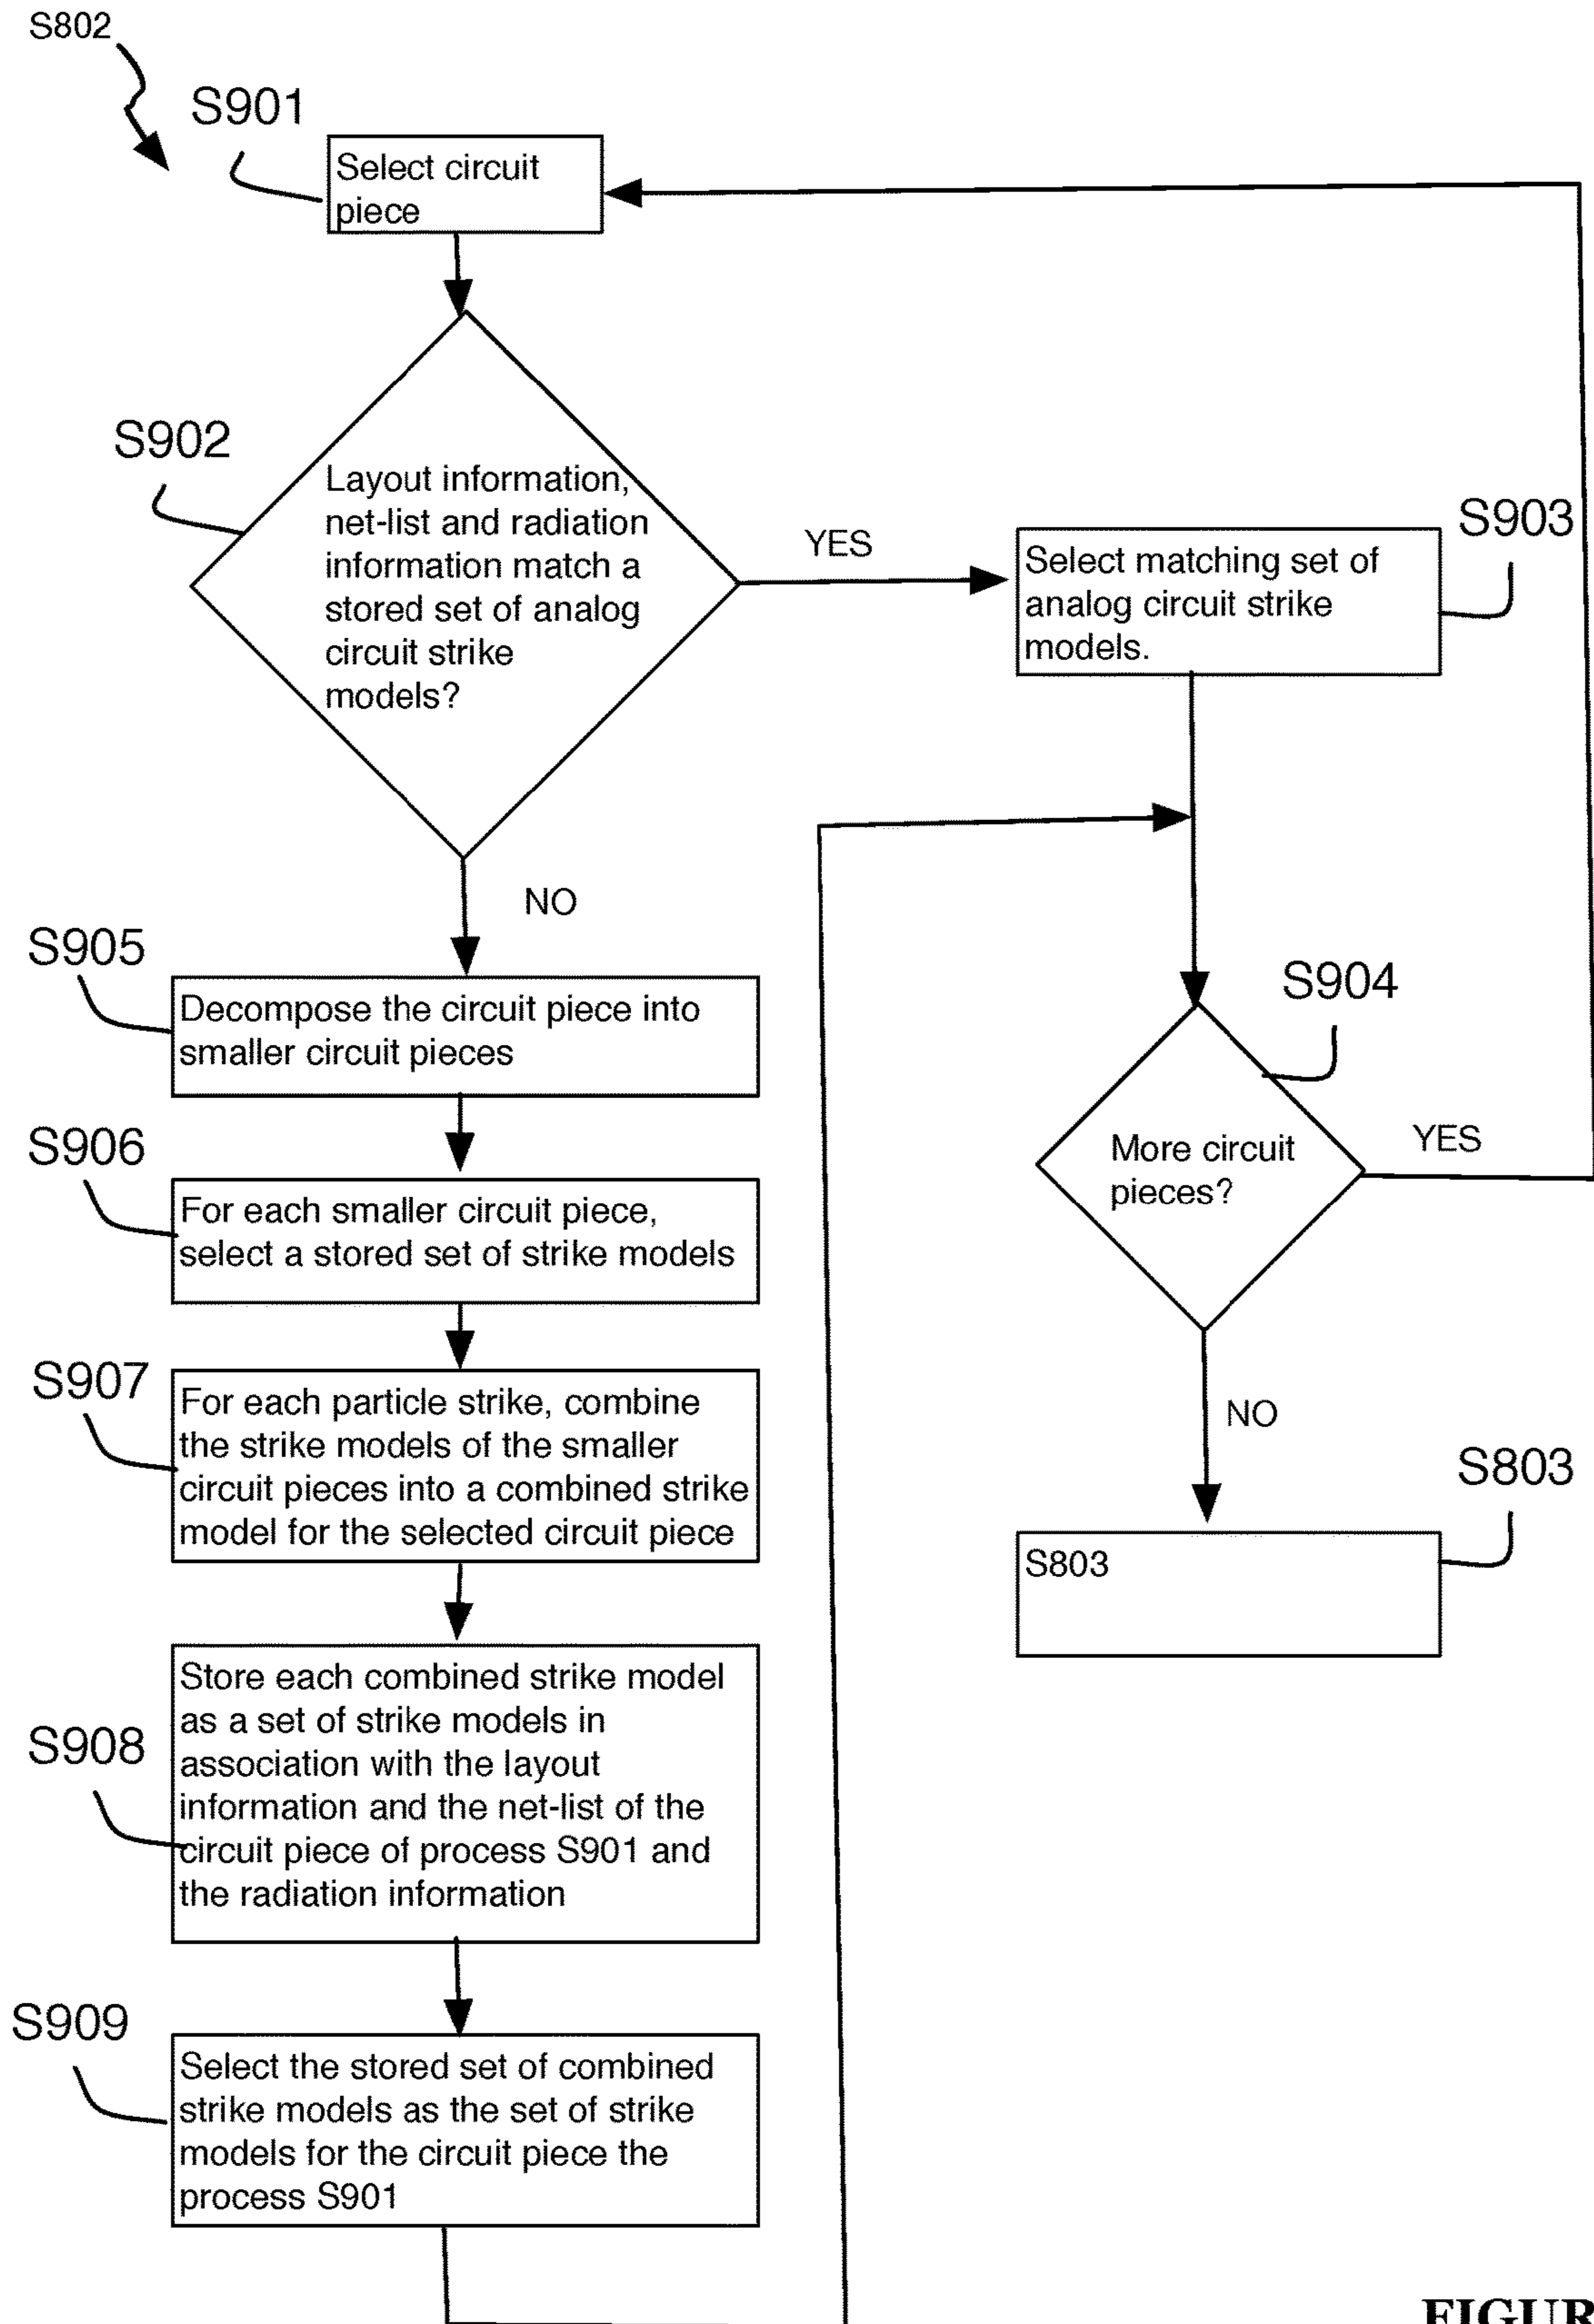 S802
S901
Select circuit
piece
S902
Layout information,
net-list and radiation
information match a
stored set of analog
circuit strike
models?
YES
S903
Select matching set of
analog circuit strike
models.
NO
S905
Decompose the circuit piece into
smaller circuit pieces
S904
More circuit
pieces?
YES
S906
For each smaller circuit piece,
select a stored set of strike models
S907
For each particle strike, combine
the strike models of the smaller
circuit pieces into a combined strike
model for the selected circuit piece
NO
S803
S803
S908
Store each combined strike model
as a set of strike models in
association with the layout
information and the net-list of the
circuit piece of process S901 and
the radiation information
S909
Select the stored set of combined
strike models as the set of strike
models for the circuit piece the
process S901